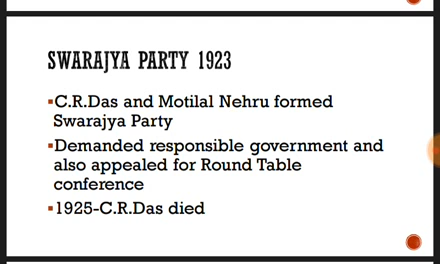 SWARAJYA PARTY 1923
▪C.R.Das and Motilal Nehru formed
Swarajya Party
▪Demanded responsible government and
also appealed for Round Table
conference
▪1925-C.R.Das died